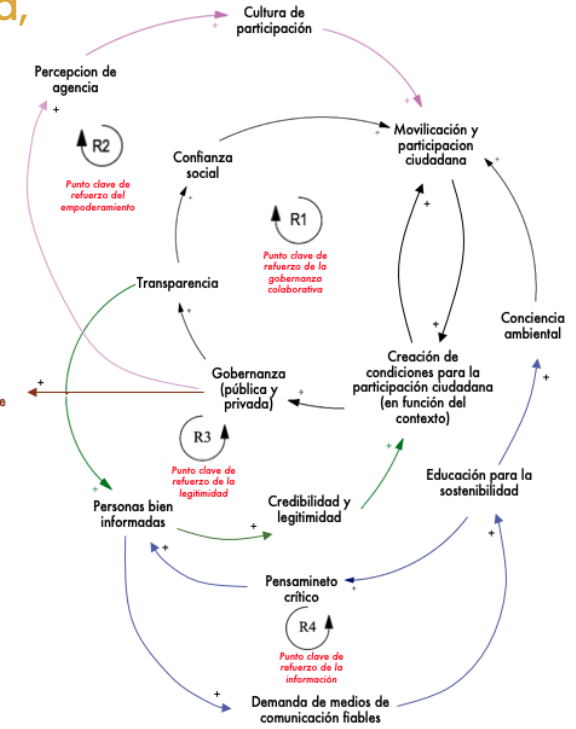 a,
Cultura de
participación
Percepcion de
agencia
+
+
+
R2
Punto clave de
refuerzo del
empoderamiento
Confianza
social
+
+
Movilicación y
participacion
ciudadana
+
+
R1
Punto clave de
refuerzo de la
gobernanza
colaborativa
Transparencia
+
+
Conciencia
ambiental
+
Creación de
condiciones para la
participación ciudadana
(en función del
contexto)
+
Gobernanza
(pública y
privada)
+
+
e
R3
Punto clave de
refuerzo de la
legitimidad
+
Educación para la
sostenibilidad
+
+
Personas bien
informadas
+
+
Credibilidad y
legitimidad
Pensamineto
crítico
+
R4
Punto clave de
refuerzo de la
información
+
Demanda de medios de
comunicación fiables